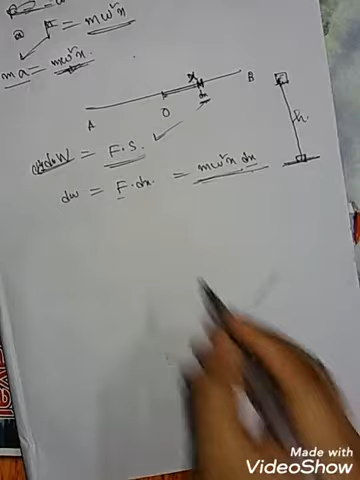 F = mω²x
a
ma = mω²x.
x
B
dx
O
A
h.
dW = F.S.
dw = F.dx. = mω²x dx
Made with
VideoShow